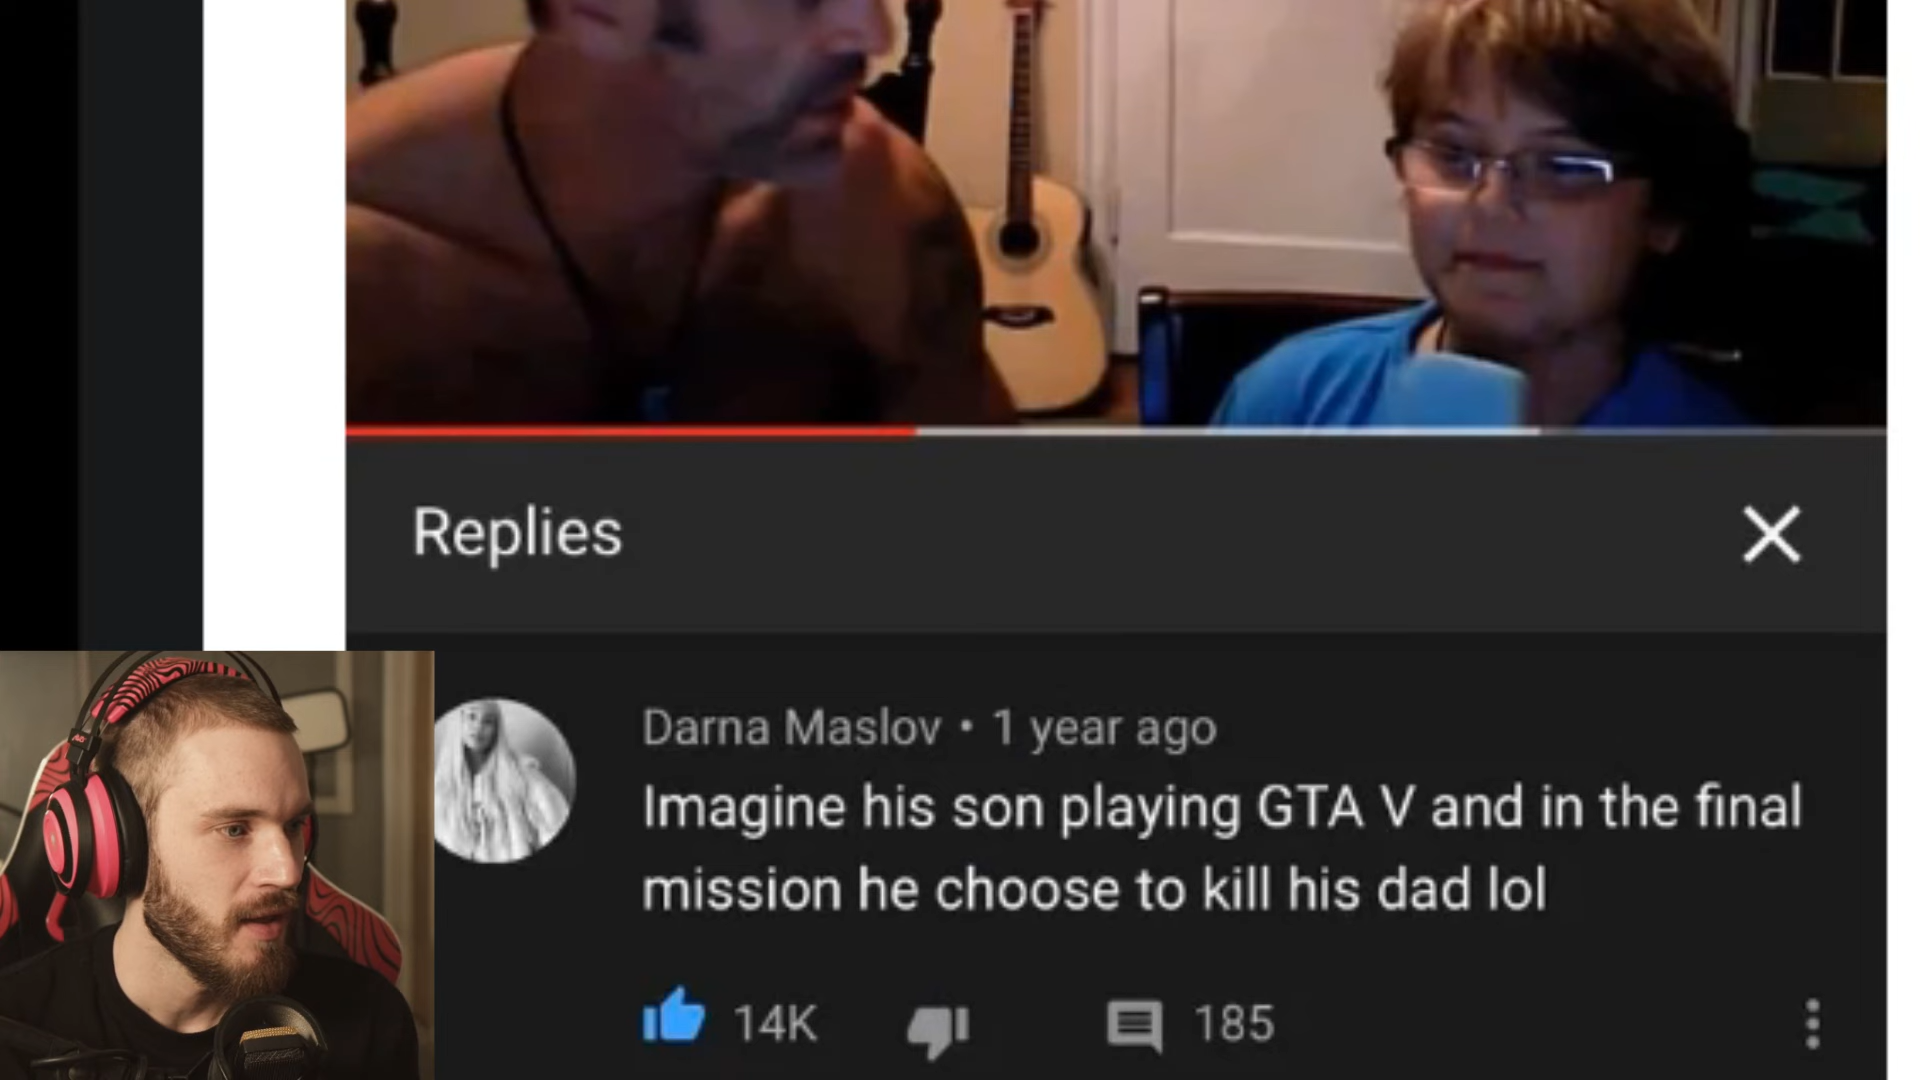 Replies
Darna Maslov • 1 year ago
Imagine his son playing GTA V and in the final
mission he choose to kill his dad lol
14K
185